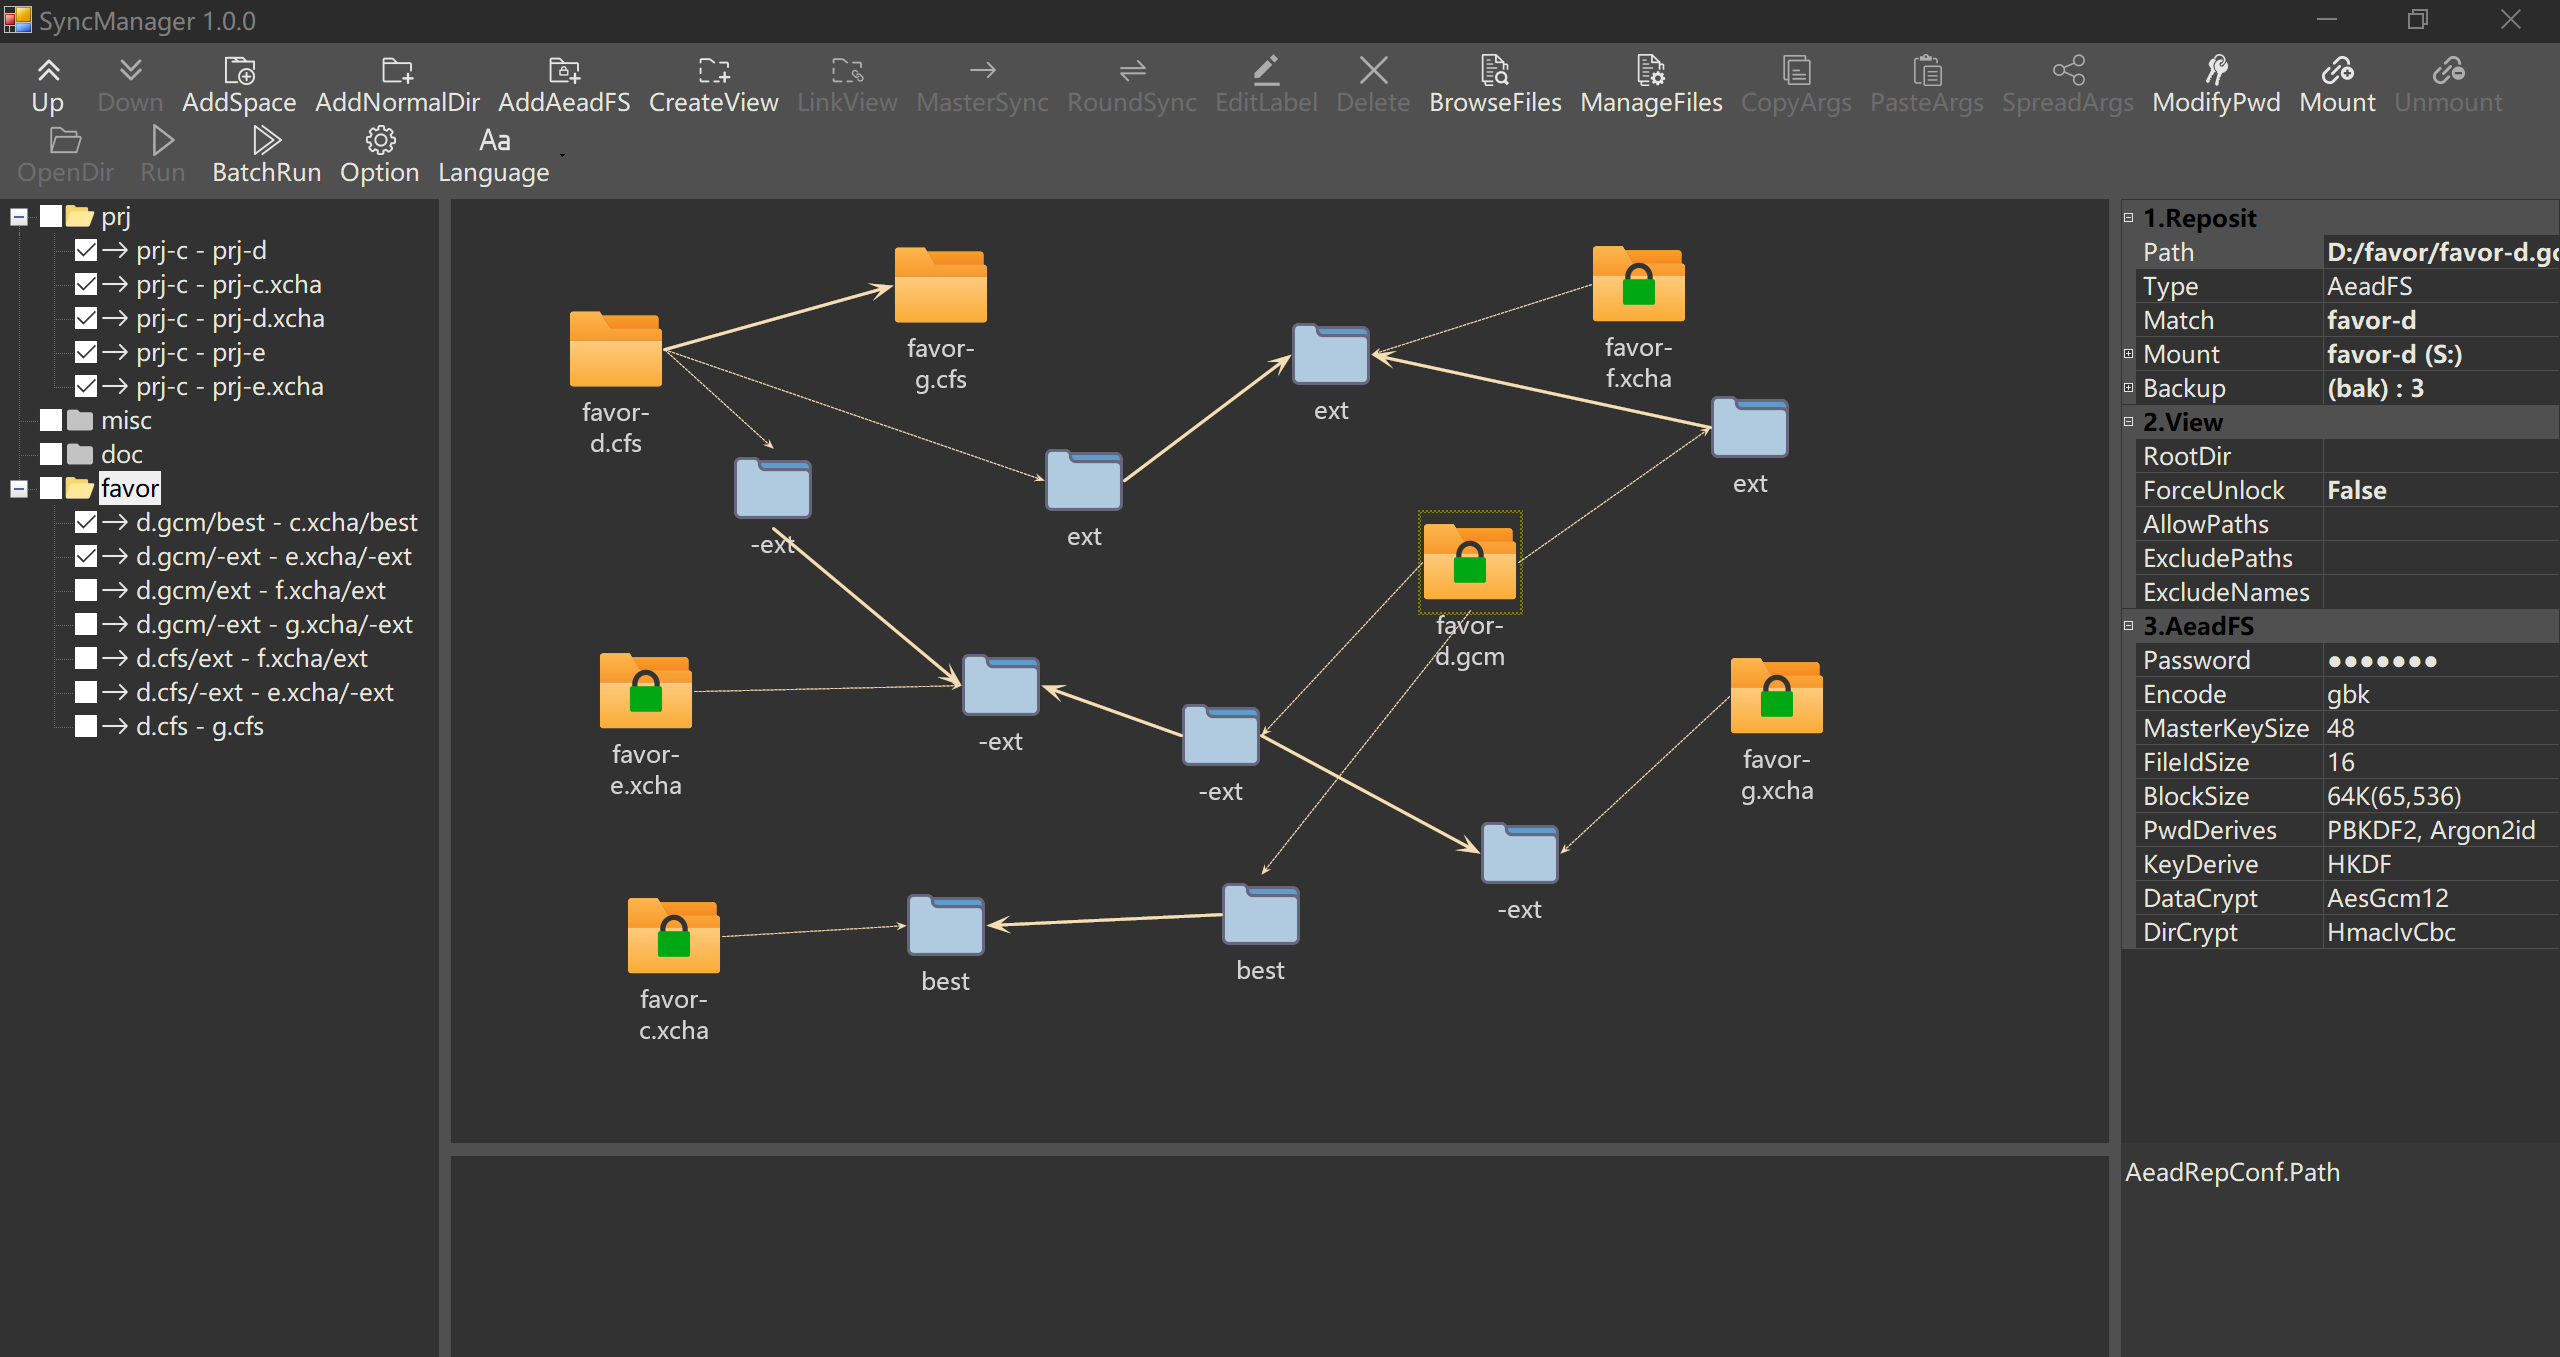 SyncManager 1.0.0
Up Down AddSpace AddNormalDir AddAeadFS CreateView LinkView MasterSync RoundSync EditLabel Delete BrowseFiles ManageFiles CopyArgs PasteArgs SpreadArgs ModifyPwd Mount Unmount
Aa
OpenDir Run BatchRun Option Language
prj
prj-c - prj-d
prj-c - prj-c.xcha
prj-c - prj-d.xcha
prj-c - prj-e
prj-c - prj-e.xcha
misc
doc
favor
d.gcm/best - c.xcha/best
d.gcm/-ext - e.xcha/-ext
d.gcm/ext - f.xcha/ext
d.gcm/-ext - g.xcha/-ext
d.cfs/ext - f.xcha/ext
d.cfs/-ext - e.xcha/-ext
d.cfs - g.cfs
favor-
g.cfs
favor-
f.xcha
favor-
d.cfs
ext
ext
-ext
ext
favor-
d.gcm
favor-
e.xcha
-ext
-ext
favor-
g.xcha
-ext
favor-
c.xcha
best
best
1.Reposit
Path D:/favor/favor-d.gc
Type AeadFS
Match favor-d
Mount favor-d (S:)
Backup (bak) : 3
2.View
RootDir
ForceUnlock False
AllowPaths
ExcludePaths
ExcludeNames
3.AeadFS
Password ●●●●●●●
Encode gbk
MasterKeySize 48
FileIdSize 16
BlockSize 64K(65,536)
PwdDerives PBKDF2, Argon2id
KeyDerive HKDF
DataCrypt AesGcm12
DirCrypt HmacIvCbc
AeadRepConf.Path